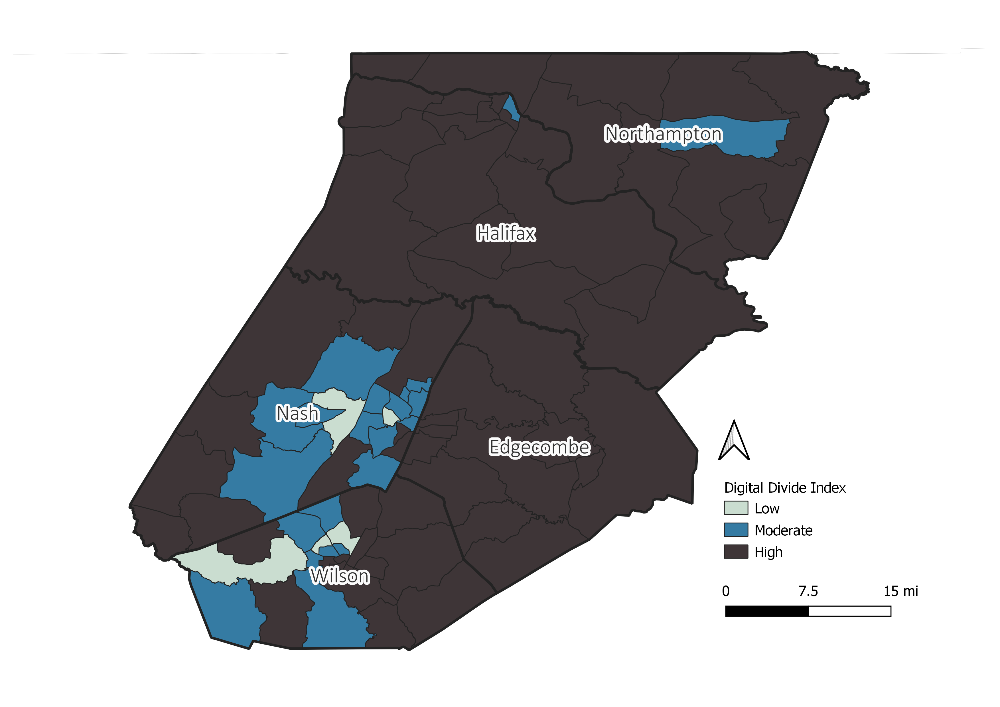 Northampton
Halifax
Nash
Edgecombe
Wilson
Digital Divide Index
Low
Moderate
High
0 7.5 15 mi